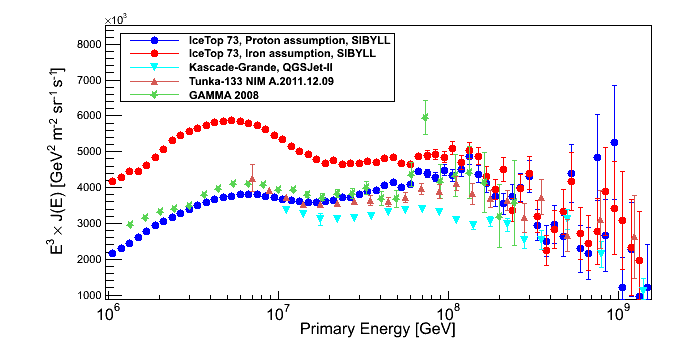 ×10³
8000
7000
6000
5000
4000
3000
2000
1000
E³ × J(E) [GeV² m⁻² sr⁻¹ s⁻¹]
IceTop 73, Proton assumption, SIBYLL
IceTop 73, Iron assumption, SIBYLL
Kascade-Grande, QGSJet-II
Tunka-133 NIM A.2011.12.09
GAMMA 2008
10⁶ 10⁷ 10⁸ 10⁹
Primary Energy [GeV]